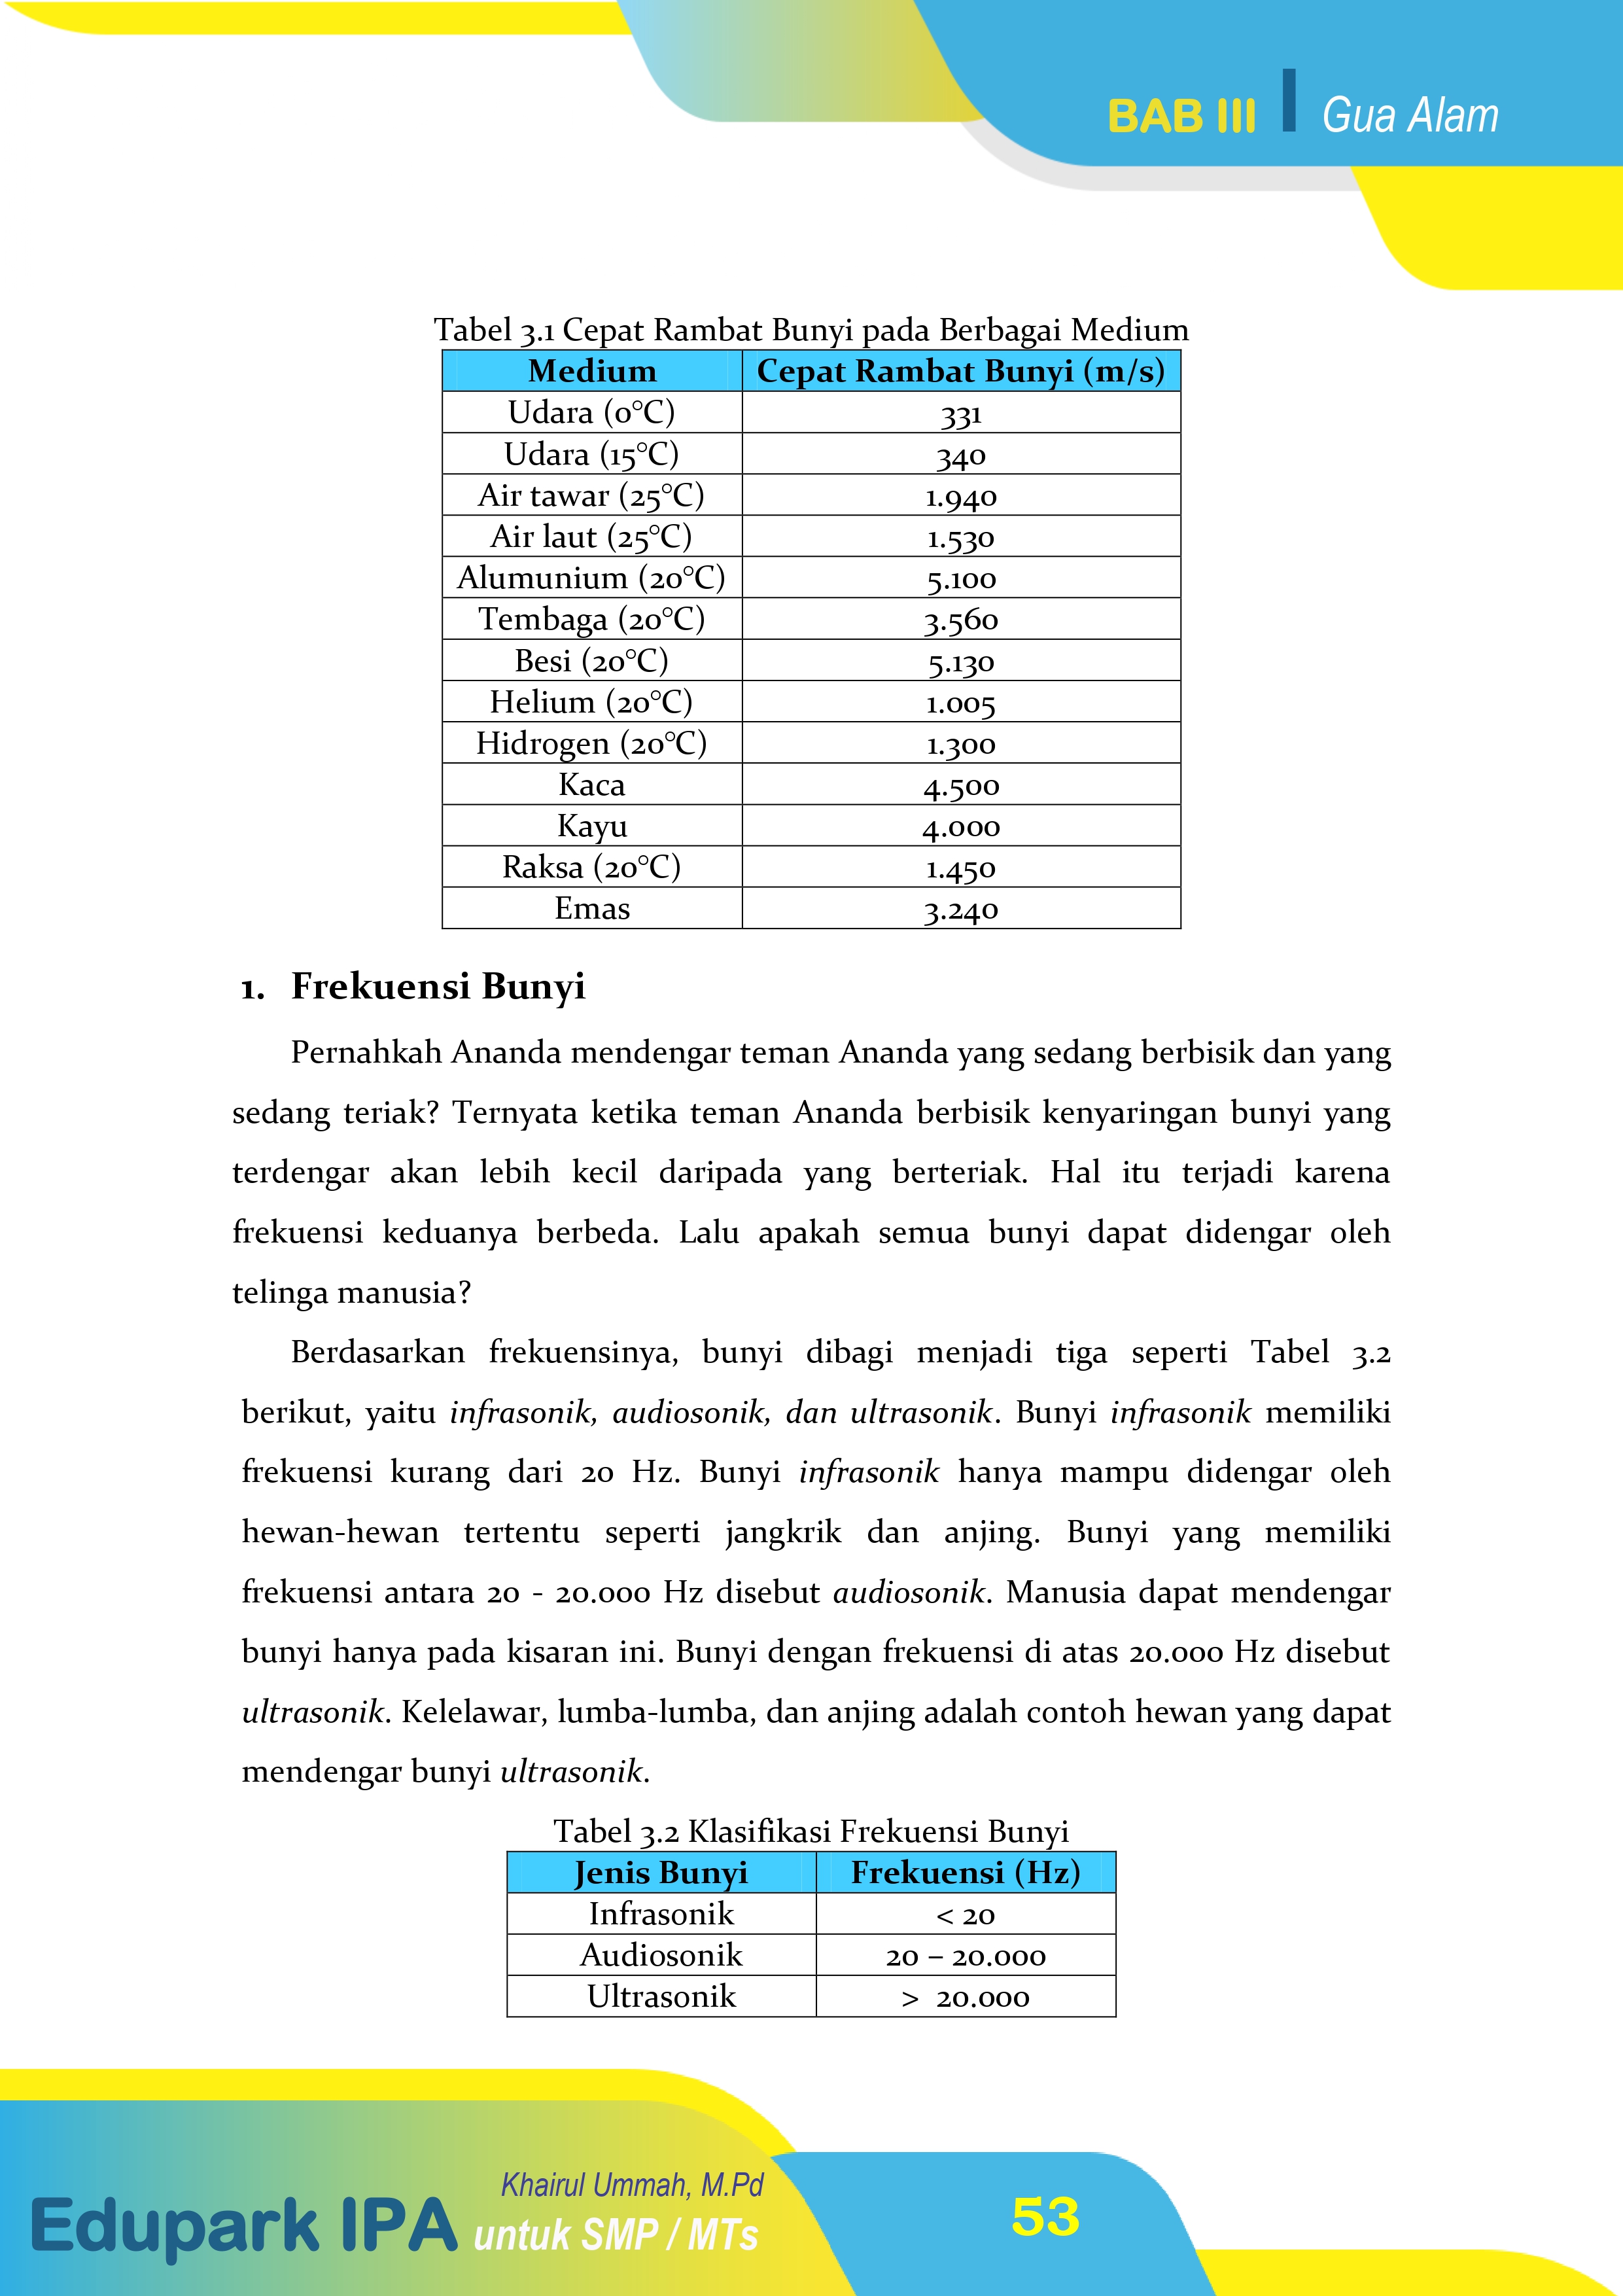 BAB III | Gua Alam
Tabel 3.1 Cepat Rambat Bunyi pada Berbagai Medium
Medium Cepat Rambat Bunyi (m/s)
Udara (0°C) 331
Udara (15°C) 340
Air tawar (25°C) 1.940
Air laut (25°C) 1.530
Alumunium (20°C) 5.100
Tembaga (20°C) 3.560
Besi (20°C) 5.130
Helium (20°C) 1.005
Hidrogen (20°C) 1.300
Kaca 4.500
Kayu 4.000
Raksa (20°C) 1.450
Emas 3.240
1. Frekuensi Bunyi
Pernahkah Ananda mendengar teman Ananda yang sedang berbisik dan yang
sedang teriak? Ternyata ketika teman Ananda berbisik kenyaringan bunyi yang
terdengar akan lebih kecil daripada yang berteriak. Hal itu terjadi karena
frekuensi keduanya berbeda. Lalu apakah semua bunyi dapat didengar oleh
telinga manusia?
Berdasarkan frekuensinya, bunyi dibagi menjadi tiga seperti Tabel 3.2
berikut, yaitu infrasonik, audiosonik, dan ultrasonik. Bunyi infrasonik memiliki
frekuensi kurang dari 20 Hz. Bunyi infrasonik hanya mampu didengar oleh
hewan-hewan tertentu seperti jangkrik dan anjing. Bunyi yang memiliki
frekuensi antara 20 - 20.000 Hz disebut audiosonik. Manusia dapat mendengar
bunyi hanya pada kisaran ini. Bunyi dengan frekuensi di atas 20.000 Hz disebut
ultrasonik. Kelelawar, lumba-lumba, dan anjing adalah contoh hewan yang dapat
mendengar bunyi ultrasonik.
Tabel 3.2 Klasifikasi Frekuensi Bunyi
Jenis Bunyi Frekuensi (Hz)
Infrasonik < 20
Audiosonik 20 – 20.000
Ultrasonik > 20.000
Khairul Ummah, M.Pd
Edupark IPA untuk SMP / MTs
53